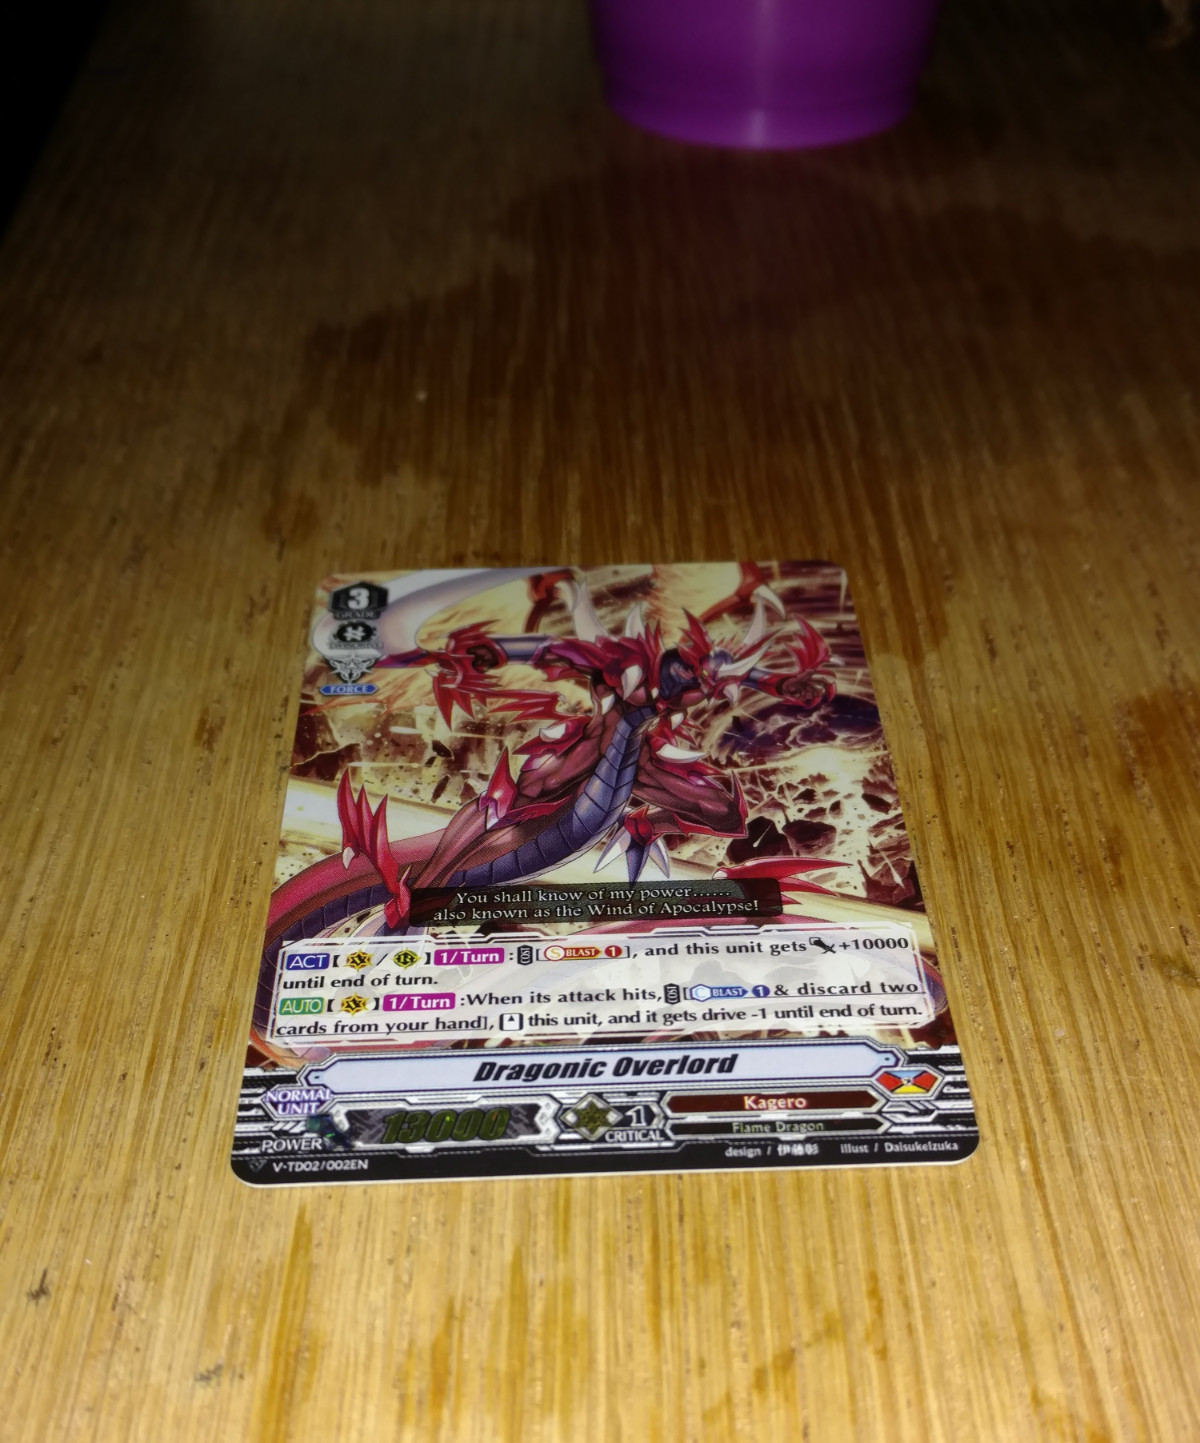 3
GRADE
FORCE
You shall know of my power......
also known as the Wind of Apocalypse!
ACT【 / 】1/Turn :COST[S BLAST 1], and this unit gets +10000
until end of turn.
AUTO【 】1/Turn :When its attack hits, COST[C BLAST 1 & discard two
cards from your hand], this unit, and it gets drive -1 until end of turn.
Dragonic Overlord
NORMAL
UNIT
POWER
13000
1
CRITICAL
Kagero
Flame Dragon
V-TD02/002EN
design / 伊藤彰 illust / DaisukeIzuka